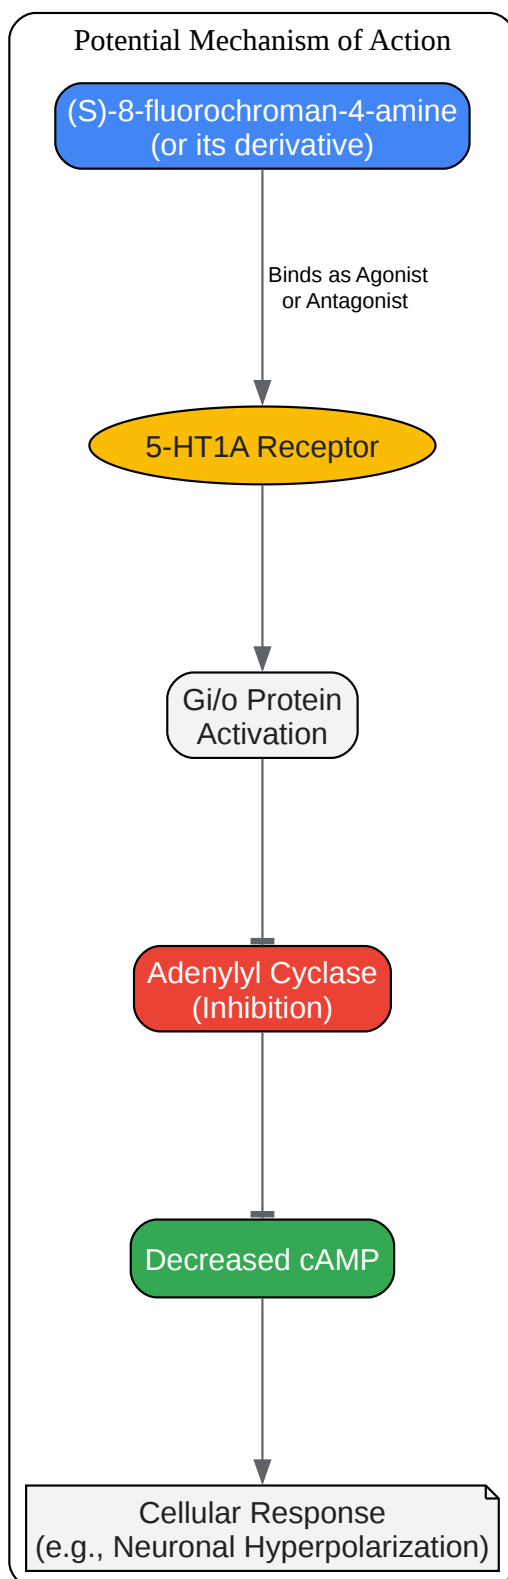 Potential Mechanism of Action
(S)-8-fluorochroman-4-amine
(or its derivative)
Binds as Agonist
or Antagonist
5-HT1A Receptor
Gi/o Protein
Activation
Adenylyl Cyclase
(Inhibition)
Decreased cAMP
Cellular Response
(e.g., Neuronal Hyperpolarization)